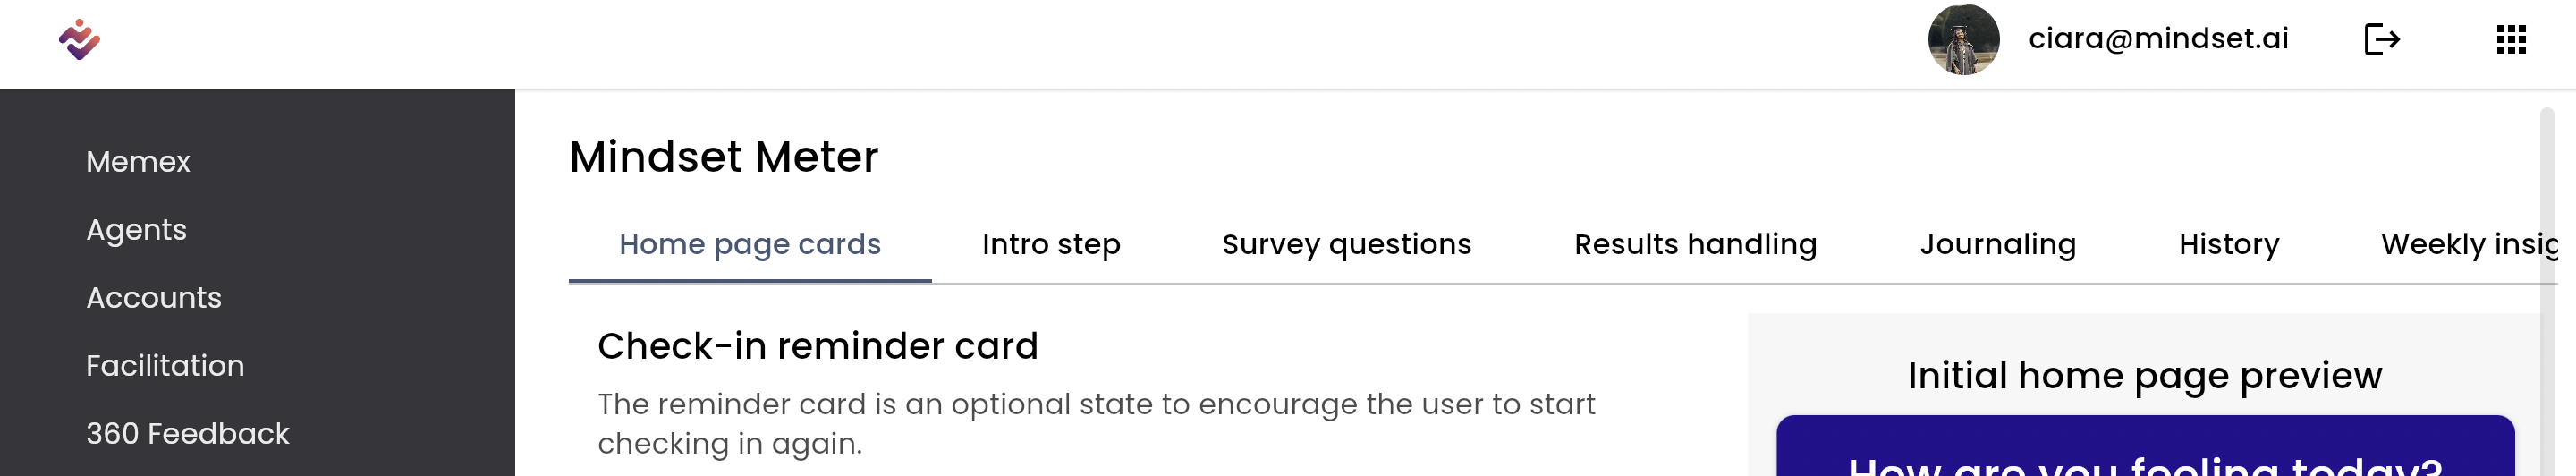 ciara@mindset.ai
Memex
Agents
Accounts
Facilitation
360 Feedback
Mindset Meter
Home page cards
Intro step
Survey questions
Results handling
Journaling
History
Weekly insig
Check-in reminder card
The reminder card is an optional state to encourage the user to start
checking in again.
Initial home page preview
How are you feeling today?